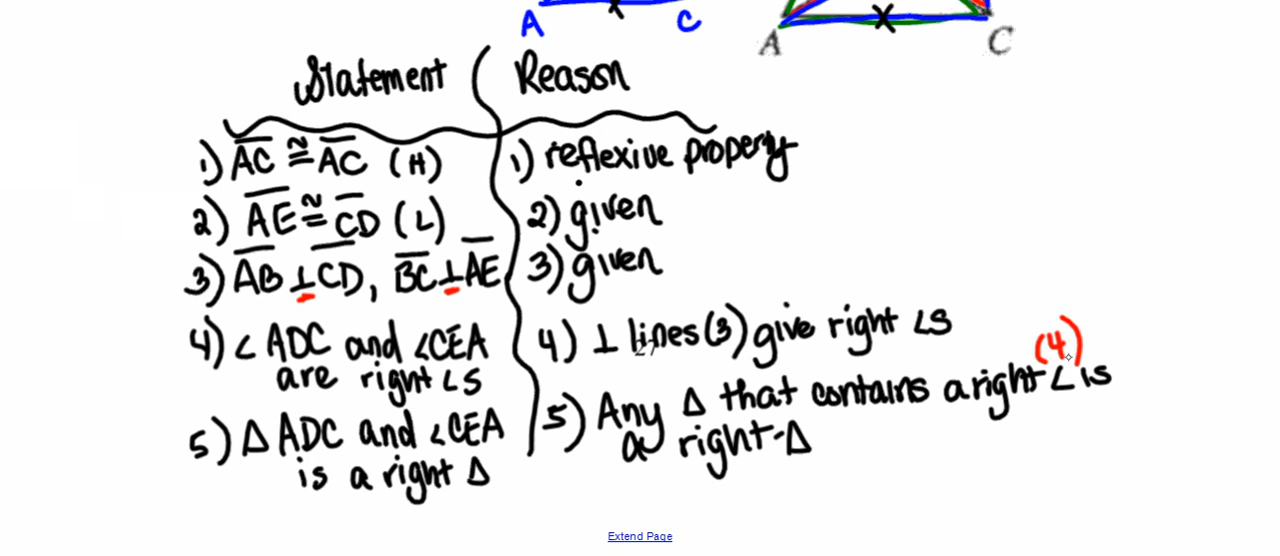 A C
A C
Statement Reason
1) AC ≅ AC (H) 1) reflexive property
2) AE ≅ CD (L) 2) given
3) AB ⊥ CD, BC ⊥ AE 3) given
4) ∠ ADC and ∠CEA 4) ⊥ lines (3) give right ∠S
are right ∠S
(4)
5) Δ ADC and ∠CEA 5) Any Δ that contains a right ∠ is
is a right Δ a right Δ
Extend Page